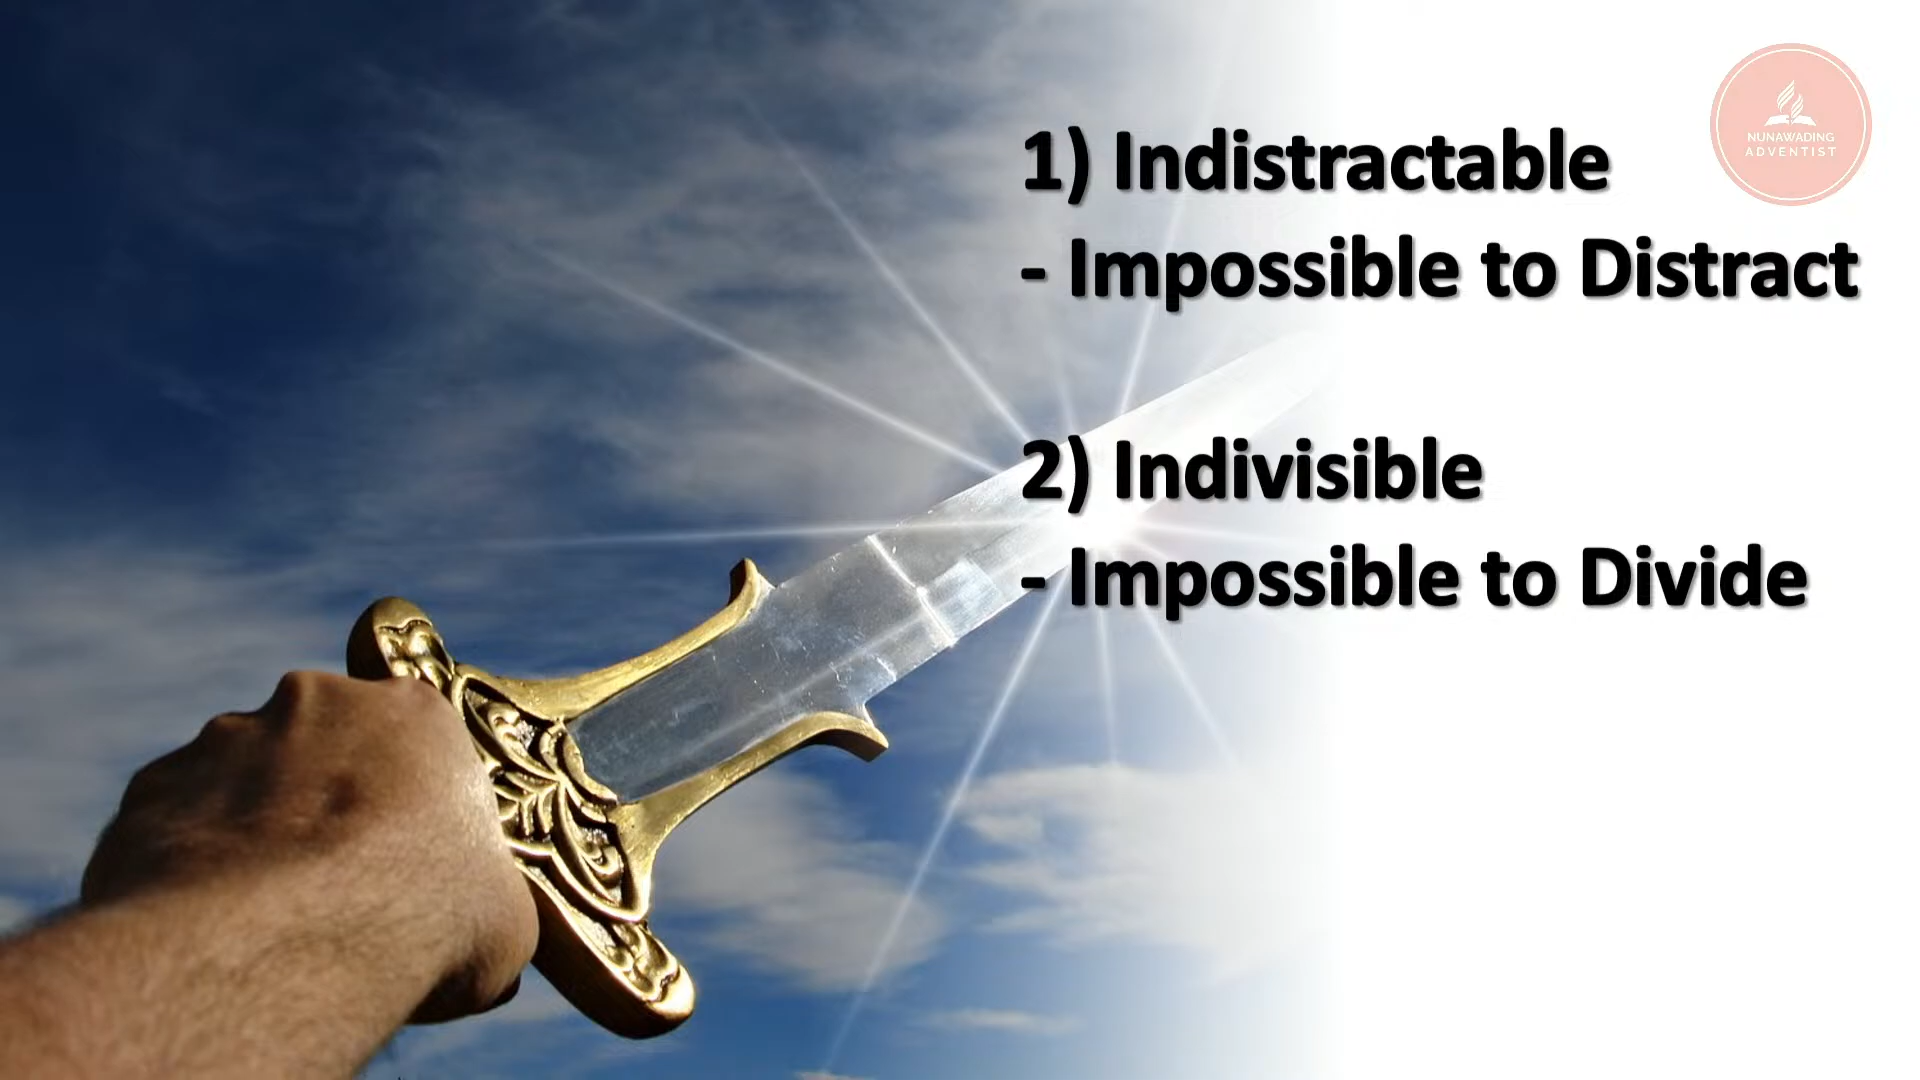 NUNAWADING
ADVENTIST
1) Indistractable
- Impossible to Distract
2) Indivisible
- Impossible to Divide